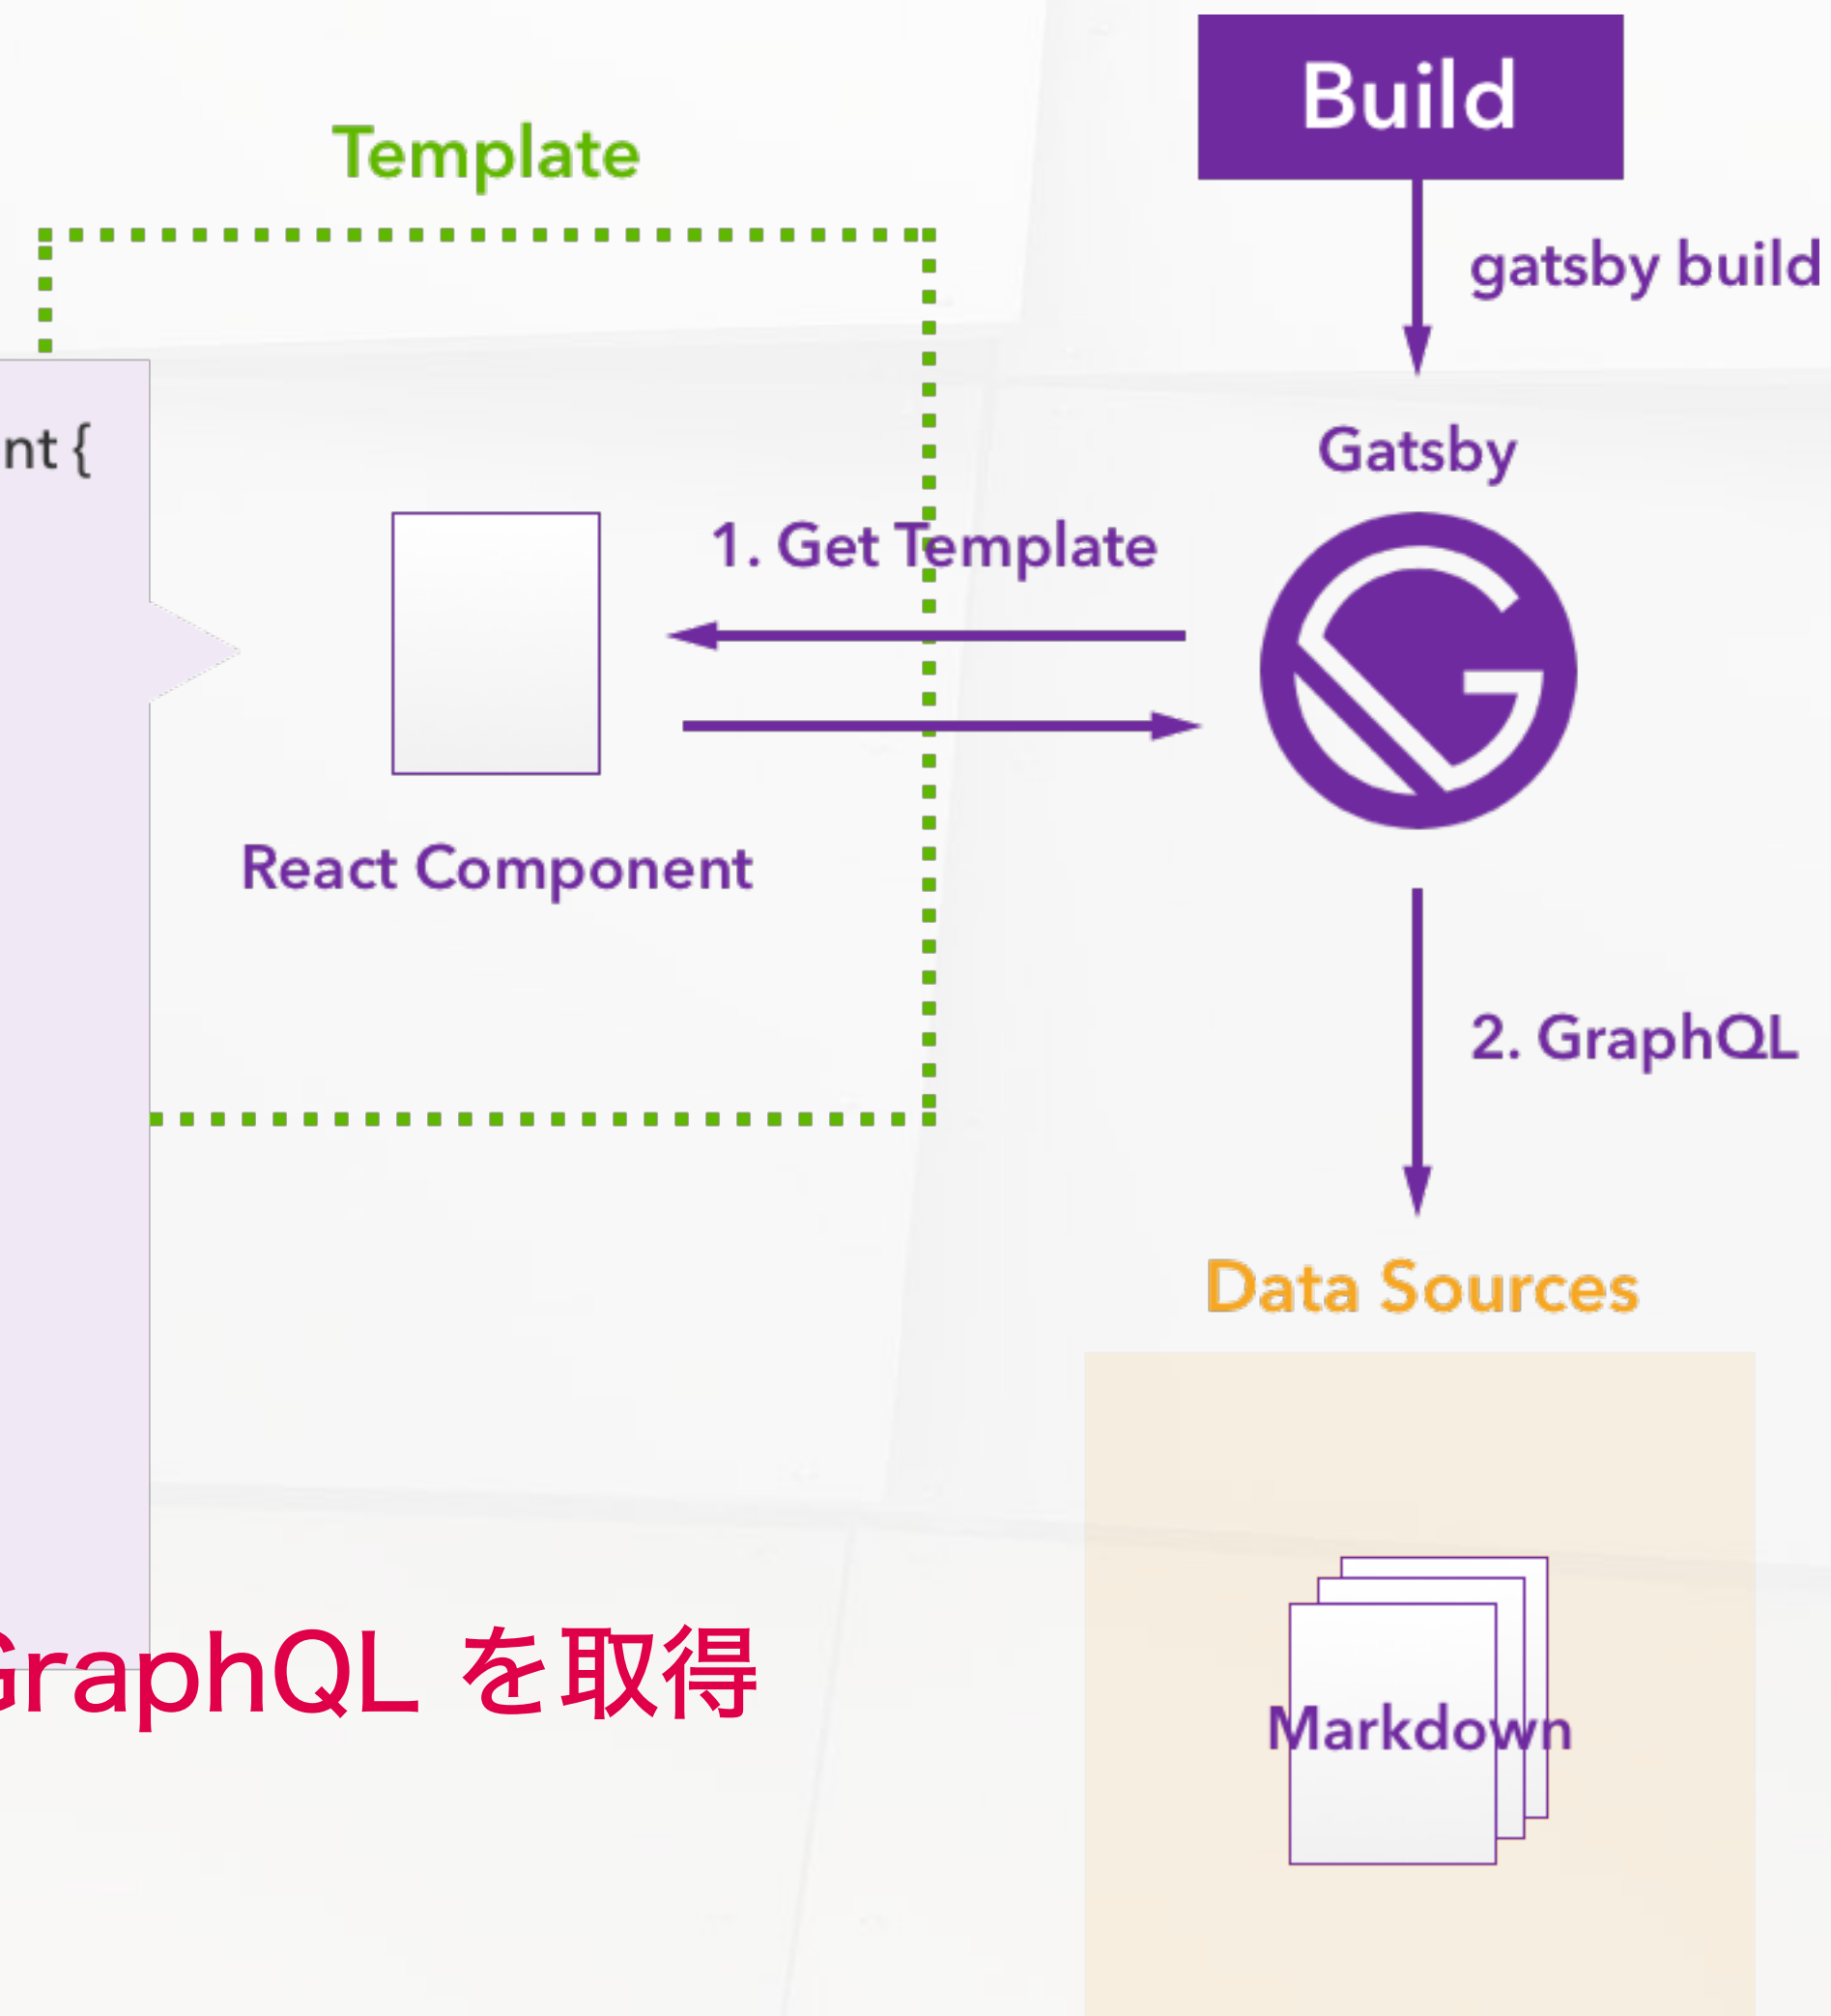 Build
Template
gatsby build
nt {
Gatsby
1. Get Template
React Component
2. GraphQL
Data Sources
GraphQL を取得
Markdown